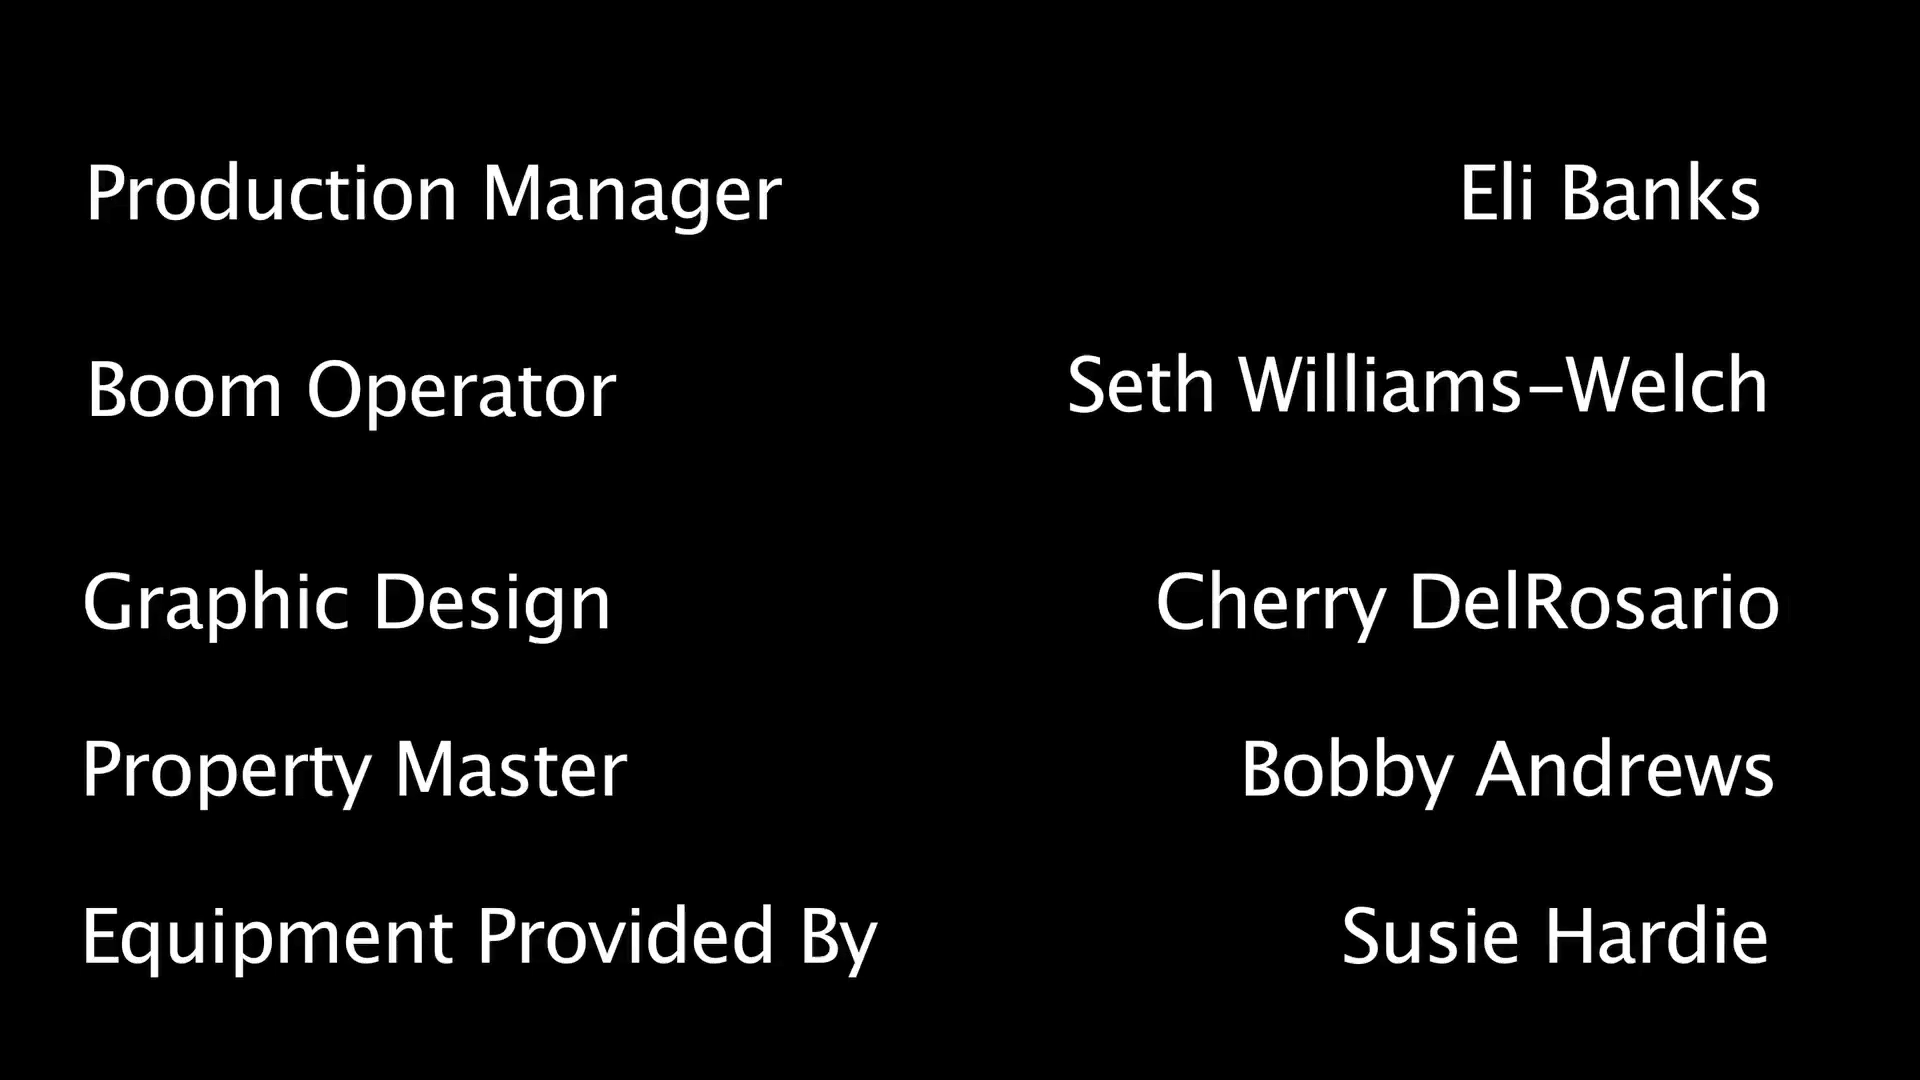 Production Manager Eli Banks
Boom Operator Seth Williams-Welch
Graphic Design Cherry DelRosario
Property Master Bobby Andrews
Equipment Provided By Susie Hardie